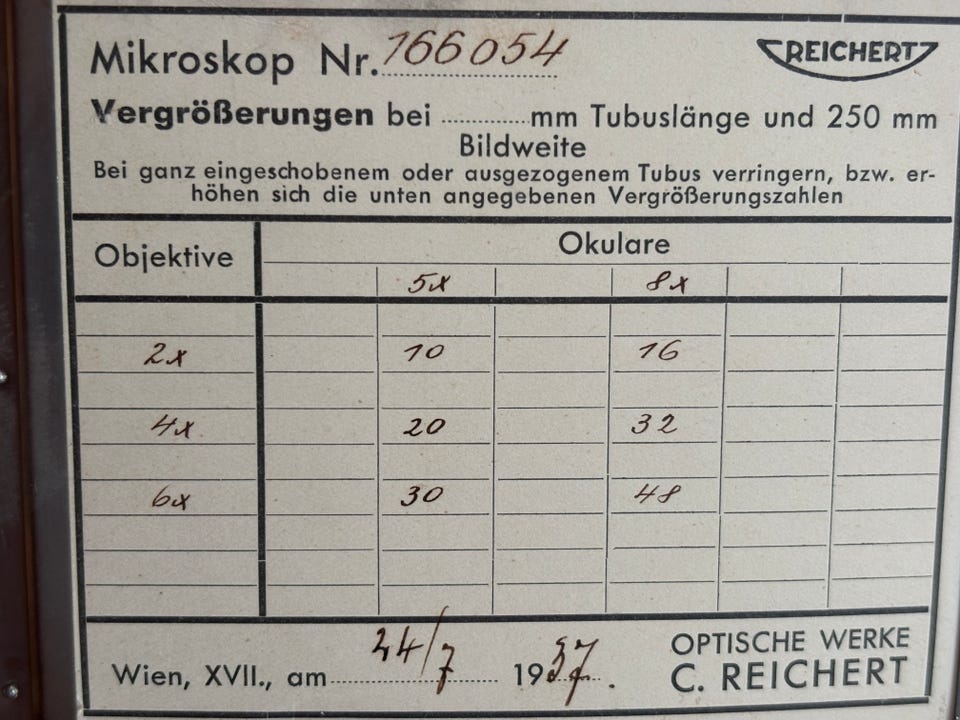 Mikroskop Nr. 166054
REICHERT
Vergrößerungen bei ............ mm Tubuslänge und 250 mm
Bildweite
Bei ganz eingeschobenem oder ausgezogenem Tubus verringern, bzw. er-
höhen sich die unten angegebenen Vergrößerungszahlen
Objektive Okulare
5x 8x
2x 10 16
4x 20 32
6x 30 48
Wien, XVII., am 24/7 1937.
OPTISCHE WERKE
C. REICHERT